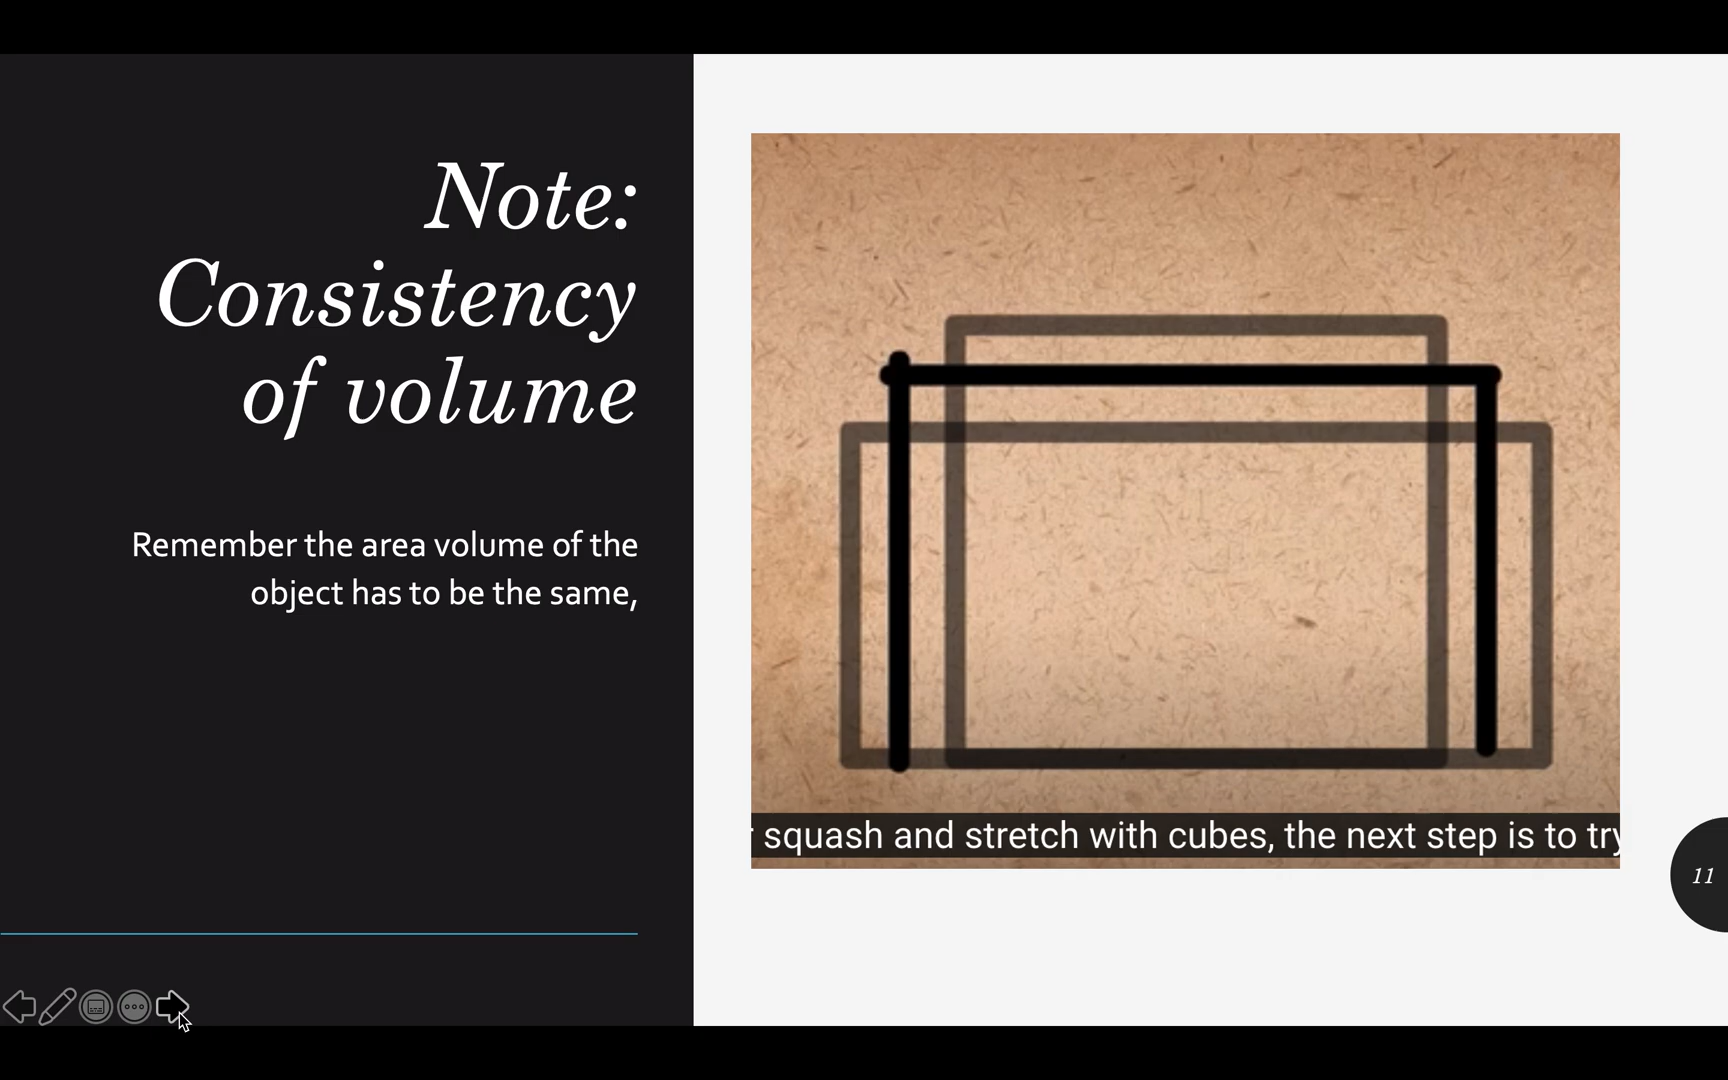 Note:
Consistency
of volume
Remember the area volume of the
object has to be the same,
squash and stretch with cubes, the next step is to try
11